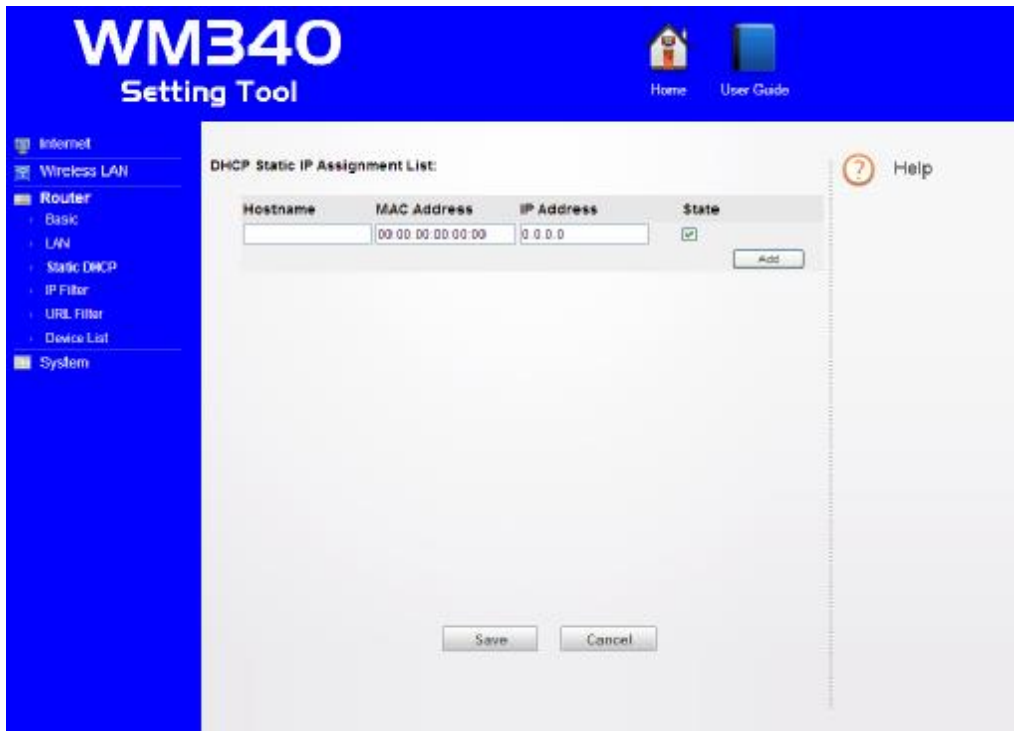 WM340
Setting Tool
Home
User Guide
Internet
Wireless LAN
Router
Basic
LAN
Static DHCP
IP Filter
URL Filter
Device List
System
DHCP Static IP Assignment List:
Hostname MAC Address IP Address State
00:00:00:00:00:00 0.0.0.0
Add
Save Cancel
Help